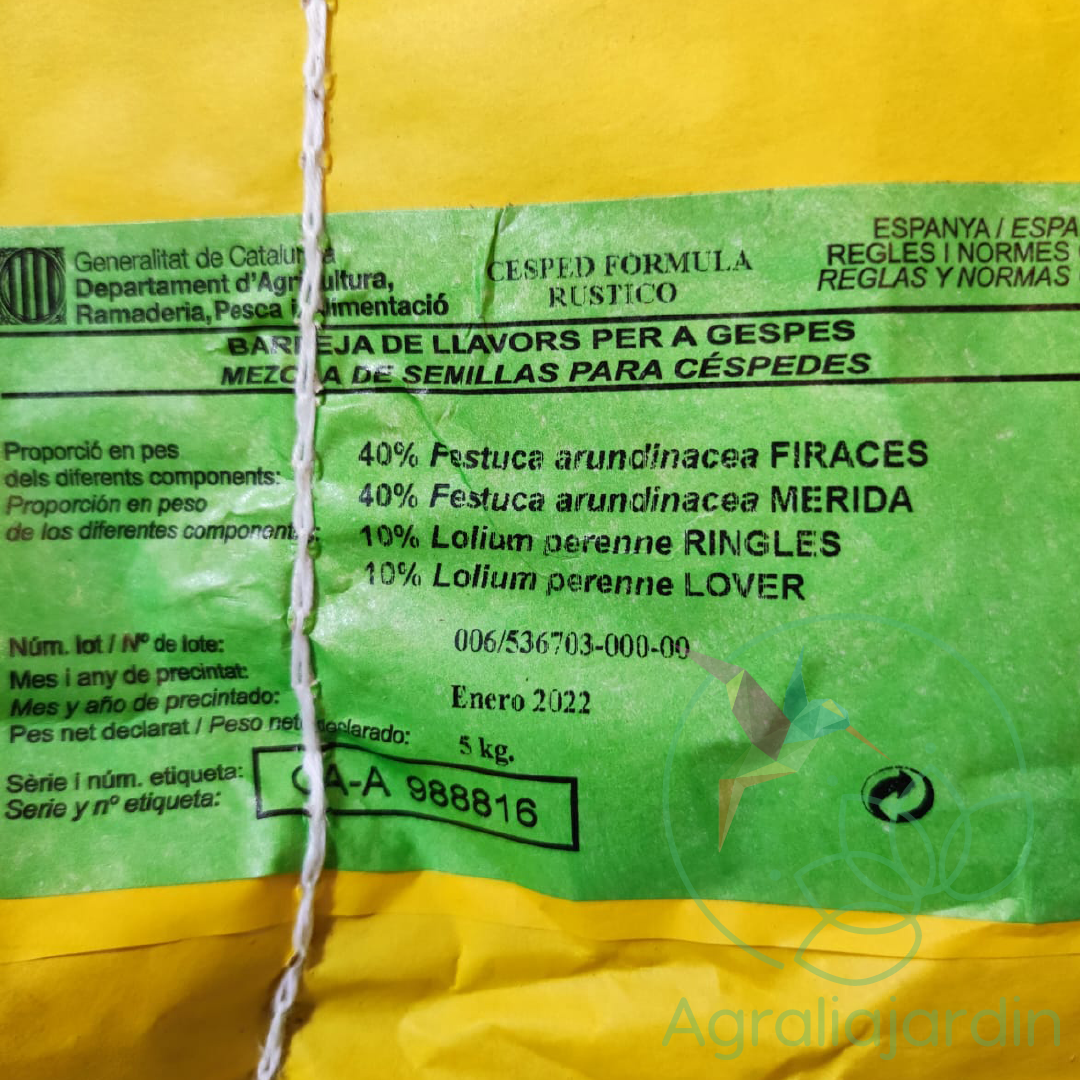 Generalitat de Catalunya
Departament d'Agricultura,
Ramaderia, Pesca i Alimentació
CESPED FORMULA
RUSTICO
ESPANYA / ESPA
REGLES I NORMES
REGLAS Y NORMAS
BARREJA DE LLAVORS PER A GESPES
MEZCLA DE SEMILLAS PARA CÉSPEDES
Proporció en pes
dels diferents components:
Proporción en peso
de los diferentes componentes:
40% Festuca arundinacea FIRACES
40% Festuca arundinacea MERIDA
10% Lolium perenne RINGLES
10% Lolium perenne LOVER
Núm. lot / Nº de lote: 006/536703-000-00
Mes i any de precintat:
Mes y año de precintado: Enero 2022
Pes net declarat / Peso neto declarado: 5 kg.
Sèrie i núm. etiqueta:
Serie y nº etiqueta:
CA-A 988816
Agraliajardin